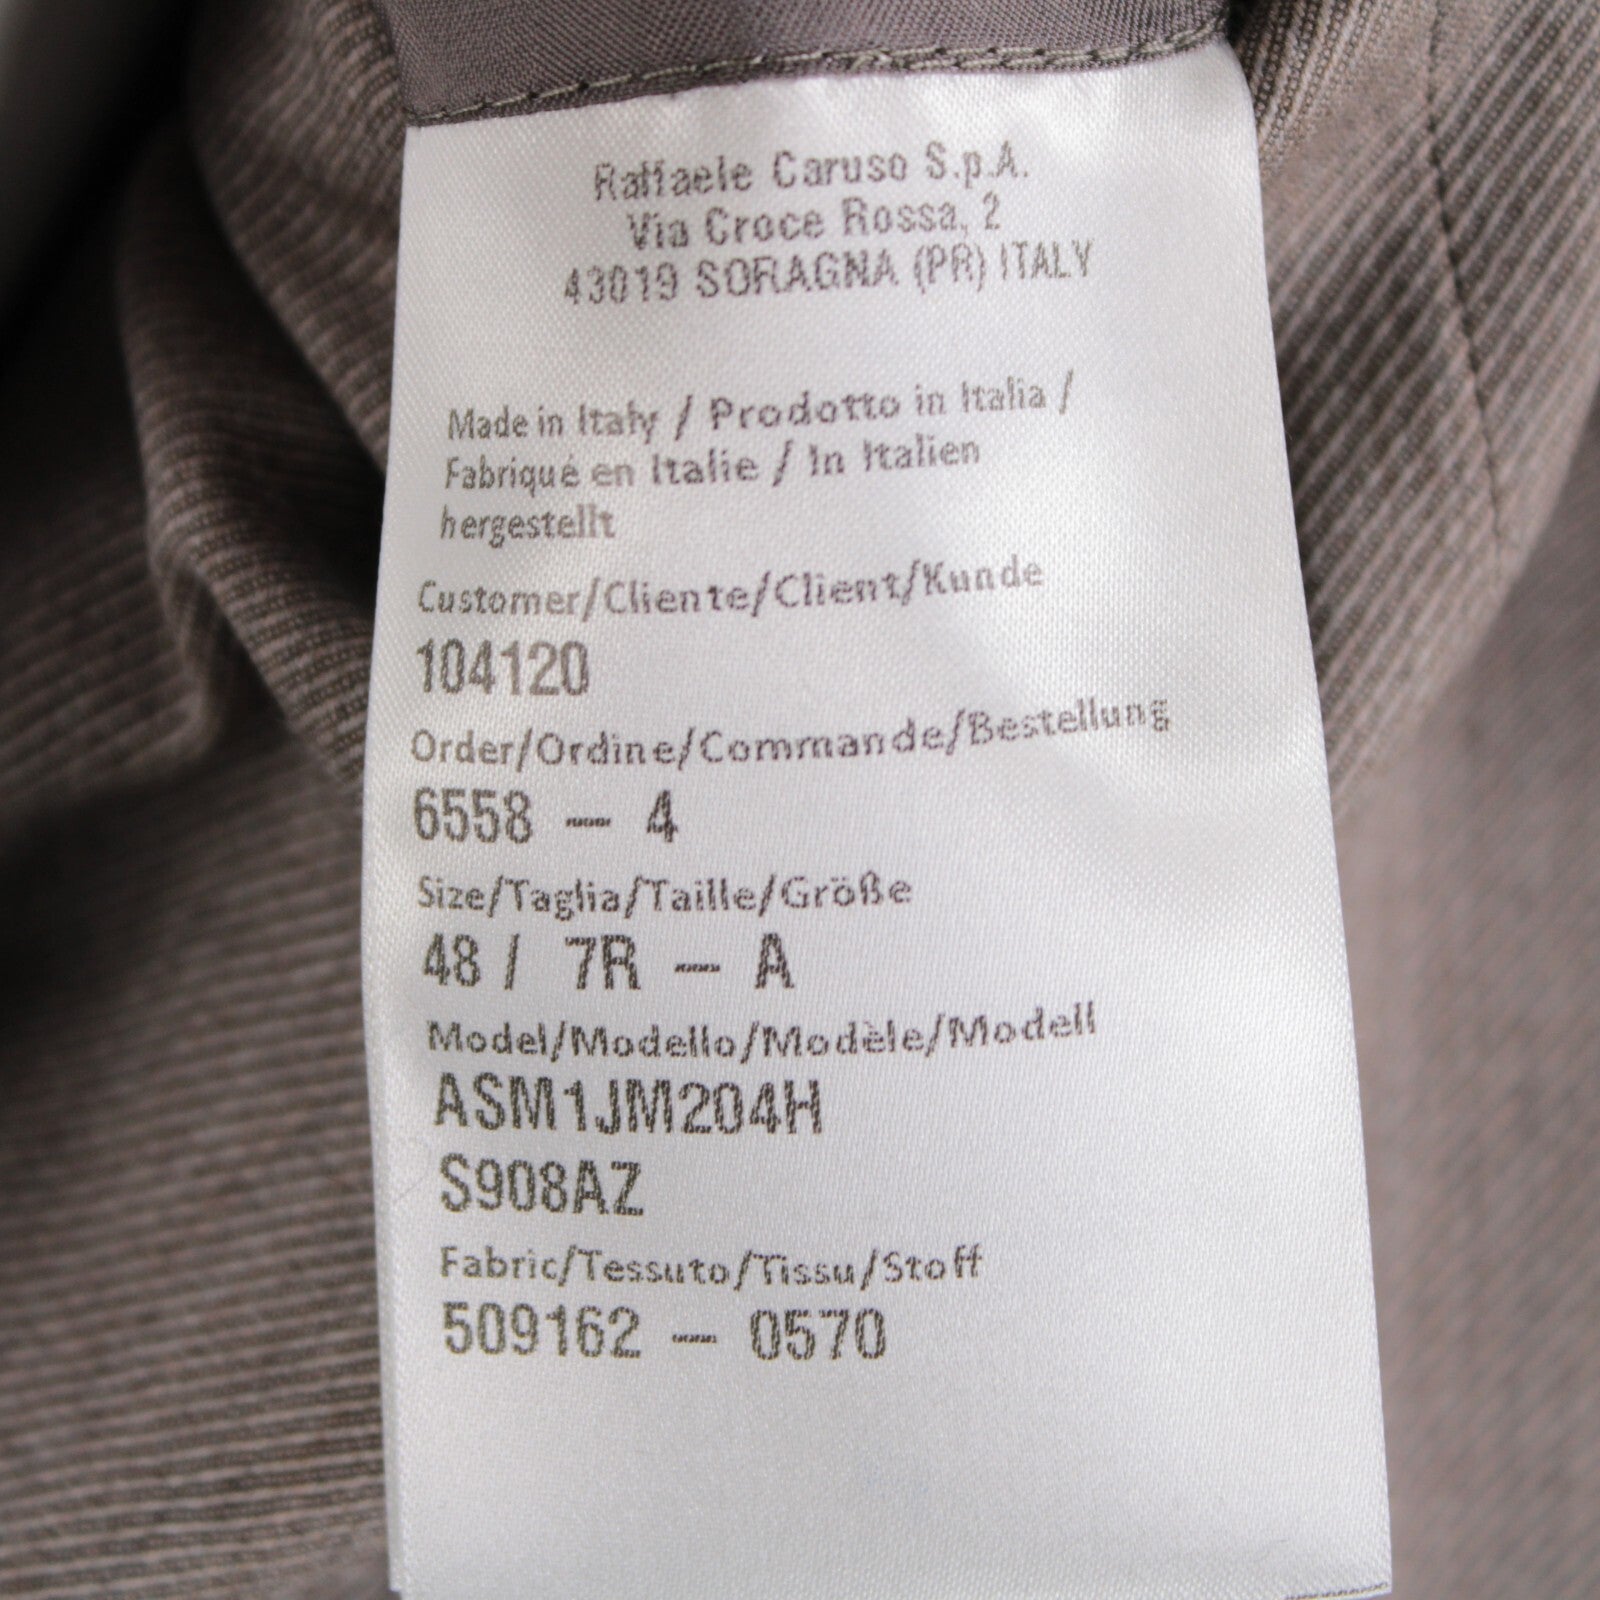 Raffaele Caruso S.p.A.
Via Croce Rossa, 2
43019 SORAGNA (PR) ITALY
Made in Italy / Prodotto in Italia /
Fabriqué en Italie / In Italien
hergestellt
Customer/Cliente/Client/Kunde
104120
Order/Ordine/Commande/Bestellung
6558 — 4
Size/Taglia/Taille/Größe
48 / 7R — A
Model/Modello/Modèle/Modell
ASM1JM204H
S908AZ
Fabric/Tessuto/Tissu/Stoff
509162 — 0570